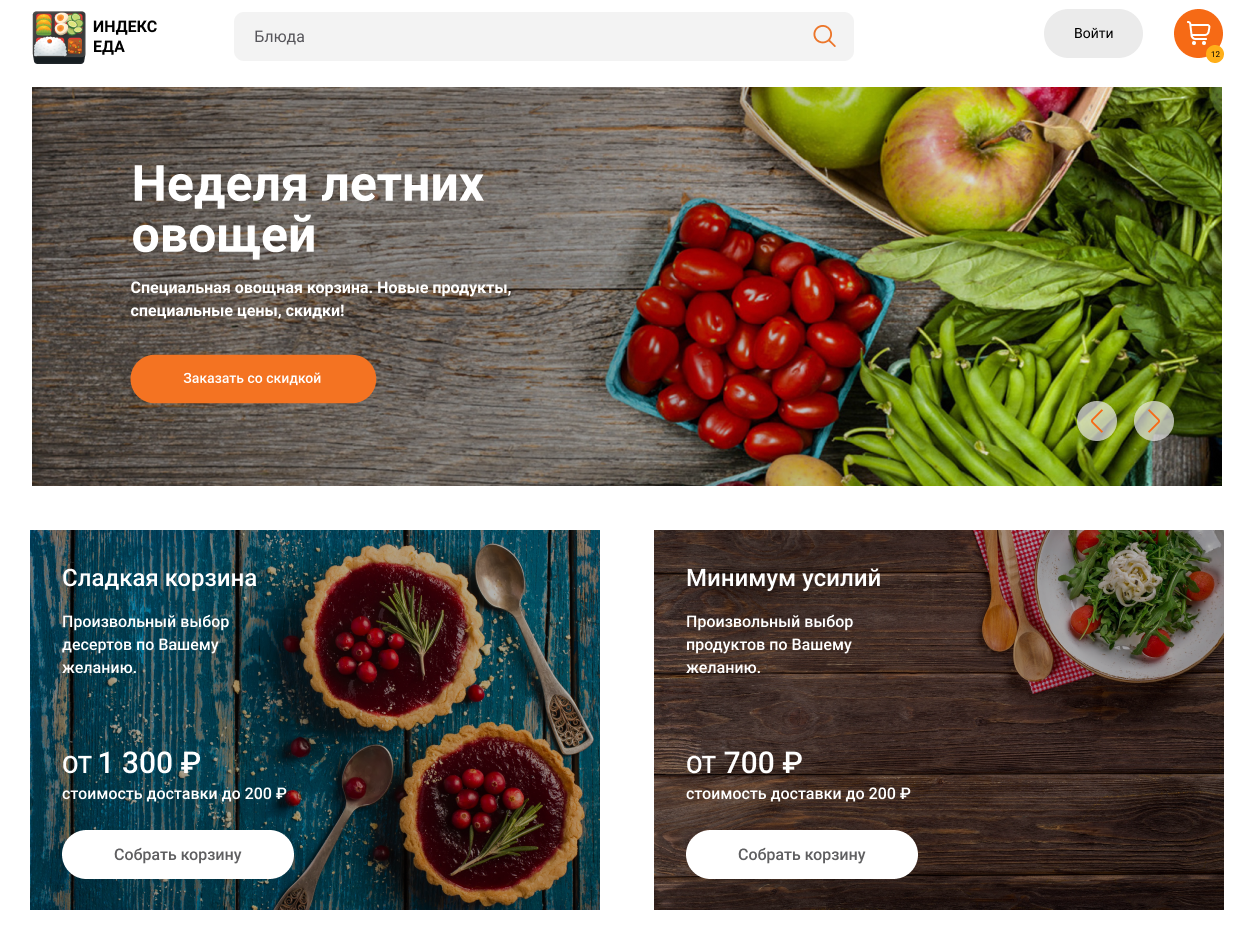 ИНДЕКС
ЕДА
Блюда
Войти
12
Неделя летних
овощей
Специальная овощная корзина. Новые продукты,
специальные цены, скидки!
Заказать со скидкой
Сладкая корзина
Произвольный выбор
десертов по Вашему
желанию.
от 1 300 ₽
стоимость доставки до 200 ₽
Собрать корзину
Минимум усилий
Произвольный выбор
продуктов по Вашему
желанию.
от 700 ₽
стоимость доставки до 200 ₽
Собрать корзину